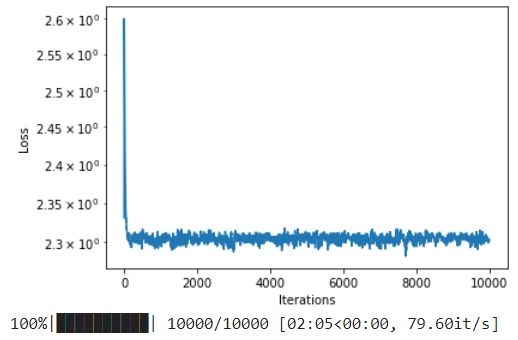 2.6 × 10⁰
2.55 × 10⁰
2.5 × 10⁰
2.45 × 10⁰
2.4 × 10⁰
2.35 × 10⁰
2.3 × 10⁰
Loss
0 2000 4000 6000 8000 10000
Iterations
100%|██████████| 10000/10000 [02:05<00:00, 79.60it/s]